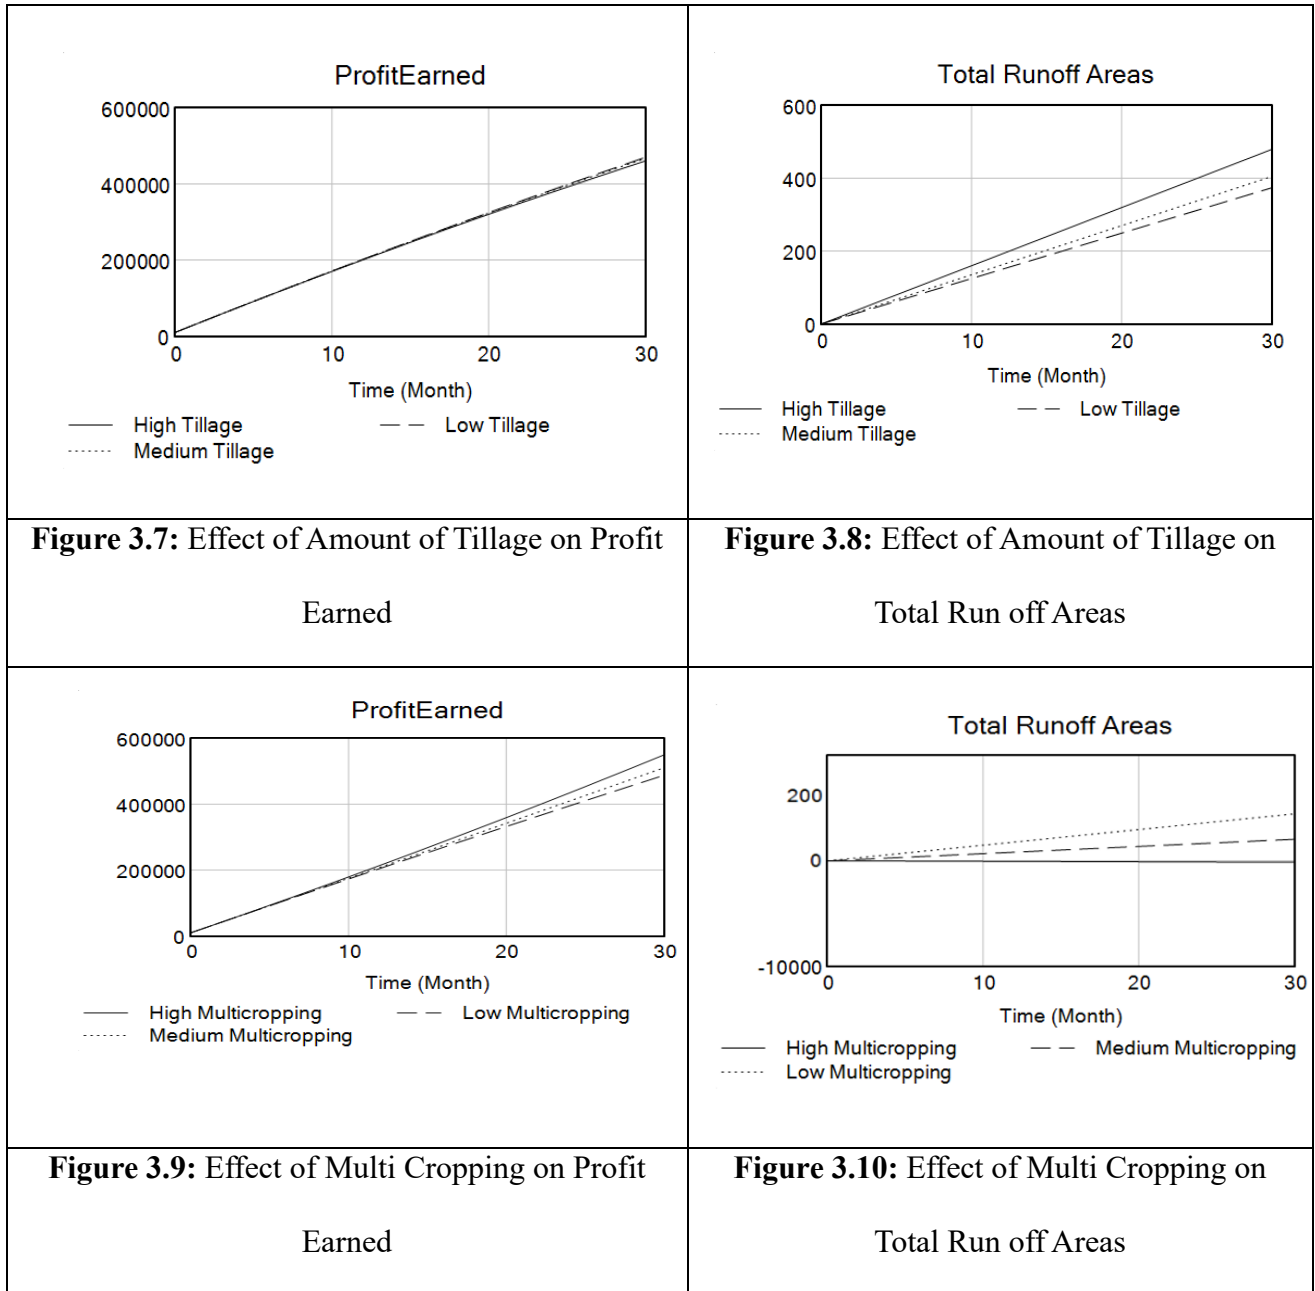 ProfitEarned
600000
400000
200000
0
0 10 20 30
Time (Month)
High Tillage Low Tillage
Medium Tillage
Total Runoff Areas
600
400
200
0
0 10 20 30
Time (Month)
High Tillage Low Tillage
Medium Tillage
Figure 3.7: Effect of Amount of Tillage on Profit
Earned
Figure 3.8: Effect of Amount of Tillage on
Total Run off Areas
ProfitEarned
600000
400000
200000
0
0 10 20 30
Time (Month)
High Multicropping Low Multicropping
Medium Multicropping
Total Runoff Areas
200
0
-10000
0 10 20 30
Time (Month)
High Multicropping Medium Multicropping
Low Multicropping
Figure 3.9: Effect of Multi Cropping on Profit
Earned
Figure 3.10: Effect of Multi Cropping on
Total Run off Areas